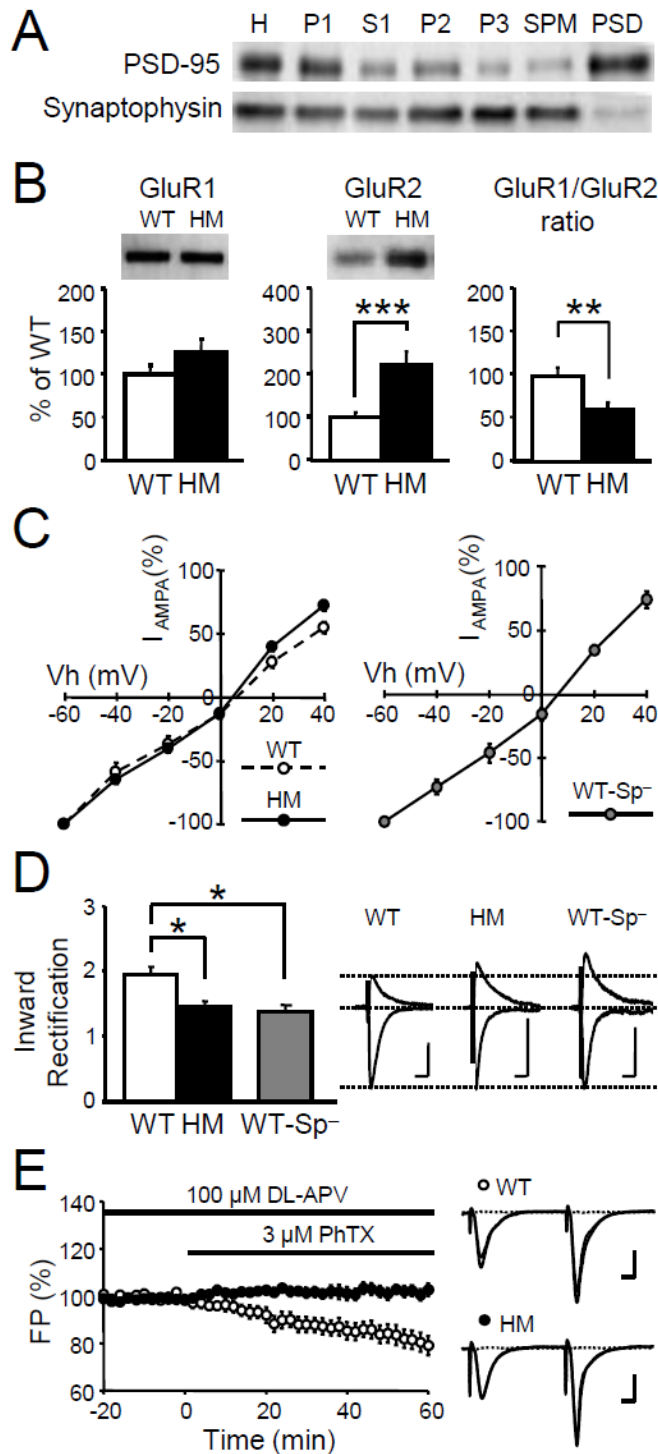 A
H P1 S1 P2 P3 SPM PSD
PSD-95
Synaptophysin
B
GluR1 GluR2 GluR1/GluR2
ratio
WT HM WT HM
% of WT
200 400 200
*** **
150 300 150
100 200 100
50 100 50
0 0 0
WT HM WT HM WT HM
C
I AMPA (%) I AMPA (%)
100 100
50 50
Vh (mV) Vh (mV)
0 0
-60 -40 -20 0 20 40 -60 -40 -20 0 20 40
-50 -50
WT
HM WT-Sp⁻
-100 -100
D
Inward
Rectification
3
*
*
2
1
0
WT HM WT-Sp⁻
WT HM WT-Sp⁻
E
FP (%)
140
100 µM DL-APV
120
3 µM PhTX
100
80
60
-20 0 20 40 60
Time (min)
WT
HM